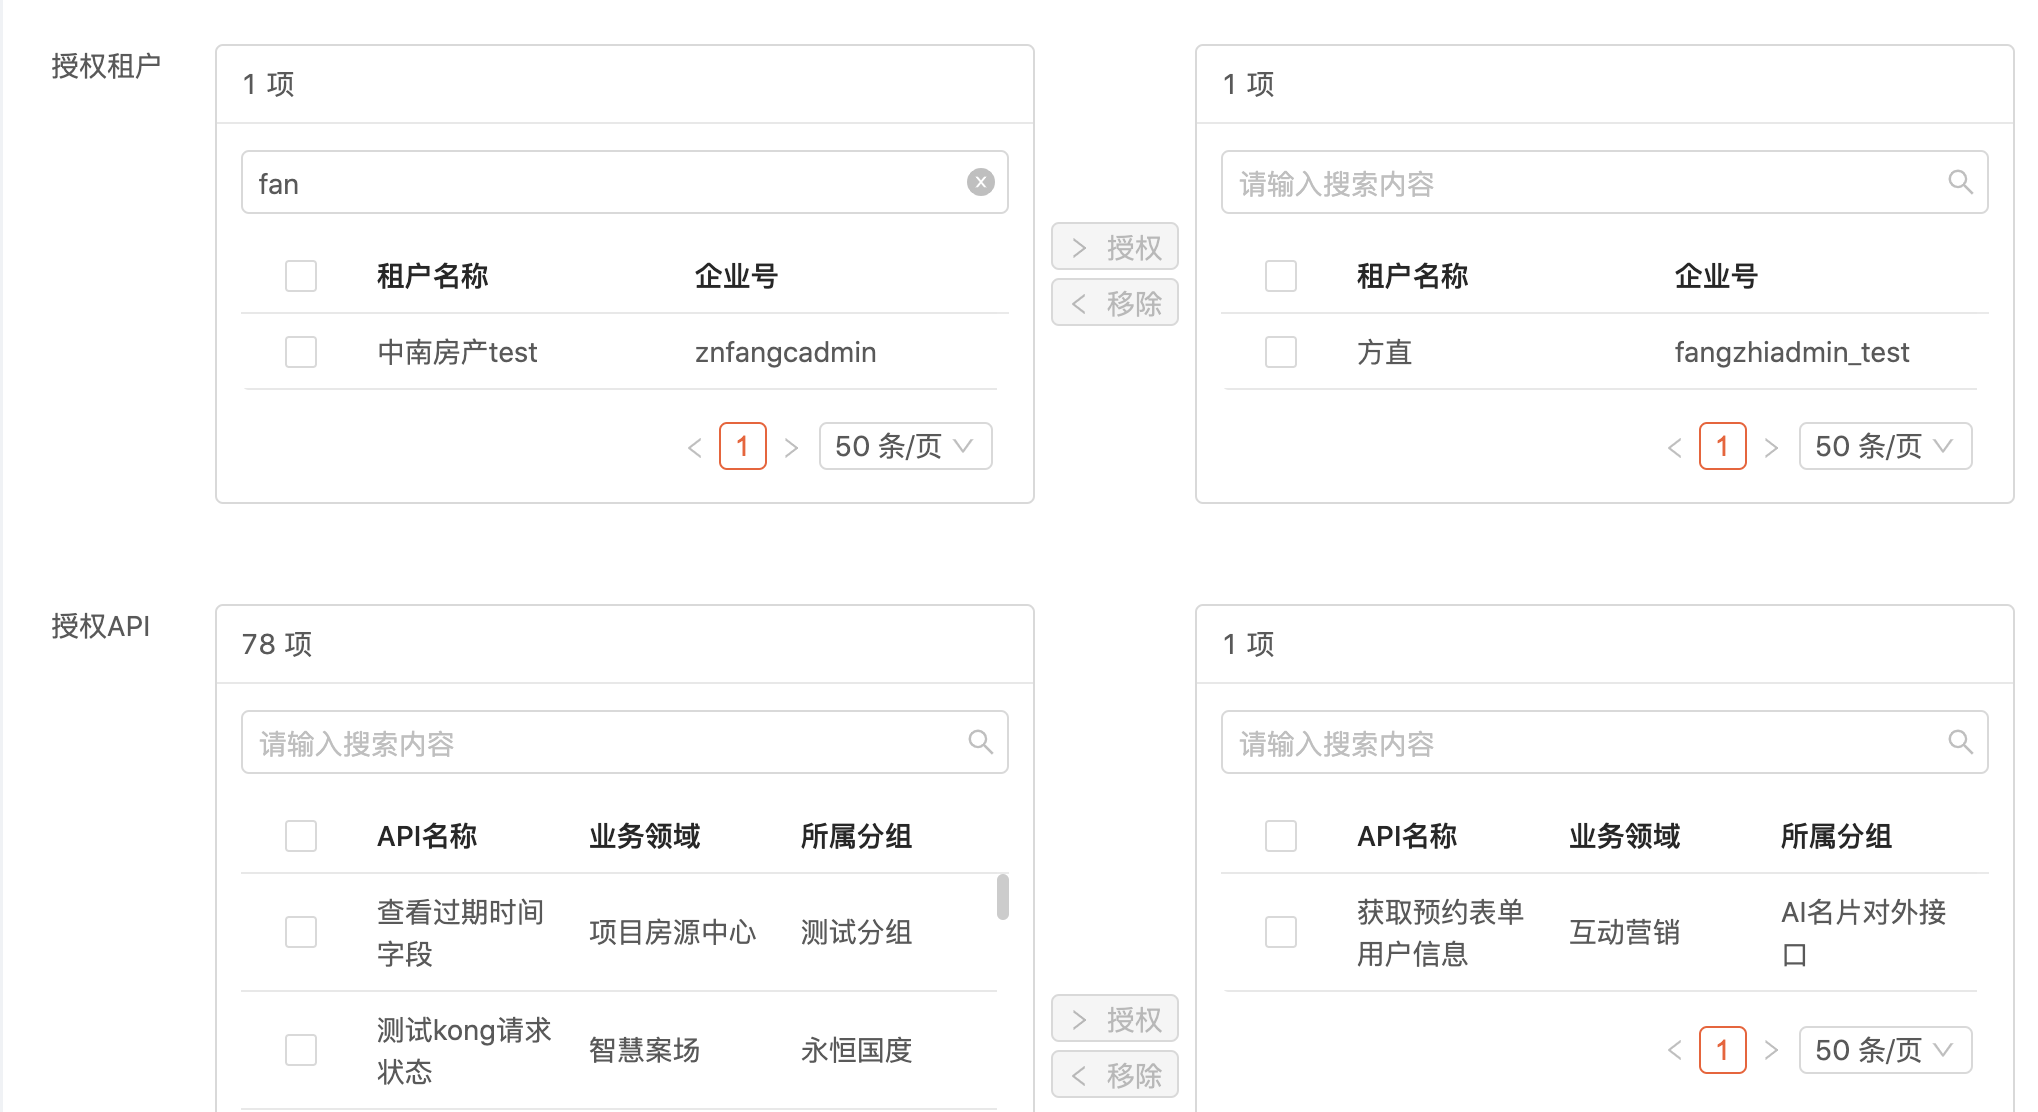 授权租户
1 项
fan
租户名称 企业号
中南房产test znfangcadmin
< 1 > 50 条/页
> 授权
< 移除
1 项
请输入搜索内容
租户名称 企业号
方直 fangzhiadmin_test
< 1 > 50 条/页
授权API
78 项
请输入搜索内容
API名称 业务领域 所属分组
查看过期时间
字段 项目房源中心 测试分组
测试kong请求
状态 智慧案场 永恒国度
> 授权
< 移除
1 项
请输入搜索内容
API名称 业务领域 所属分组
获取预约表单 AI名片对外接
用户信息 互动营销 口
< 1 > 50 条/页